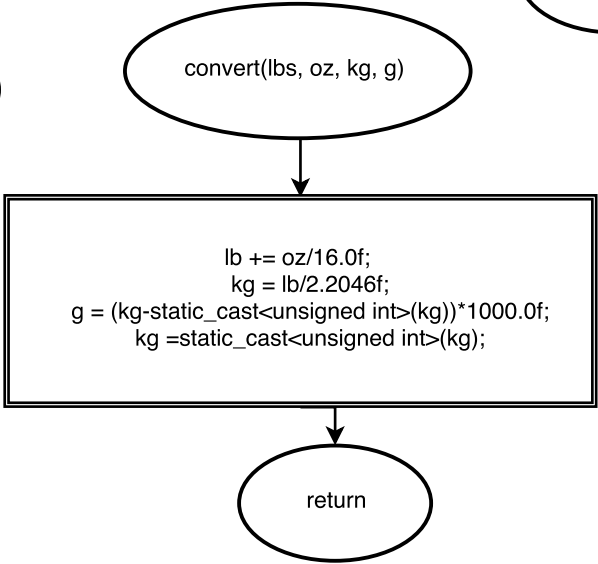 convert(lbs, oz, kg, g)
lb += oz/16.0f;
kg = lb/2.2046f;
g = (kg-static_cast<unsigned int>(kg))*1000.0f;
kg =static_cast<unsigned int>(kg);
return